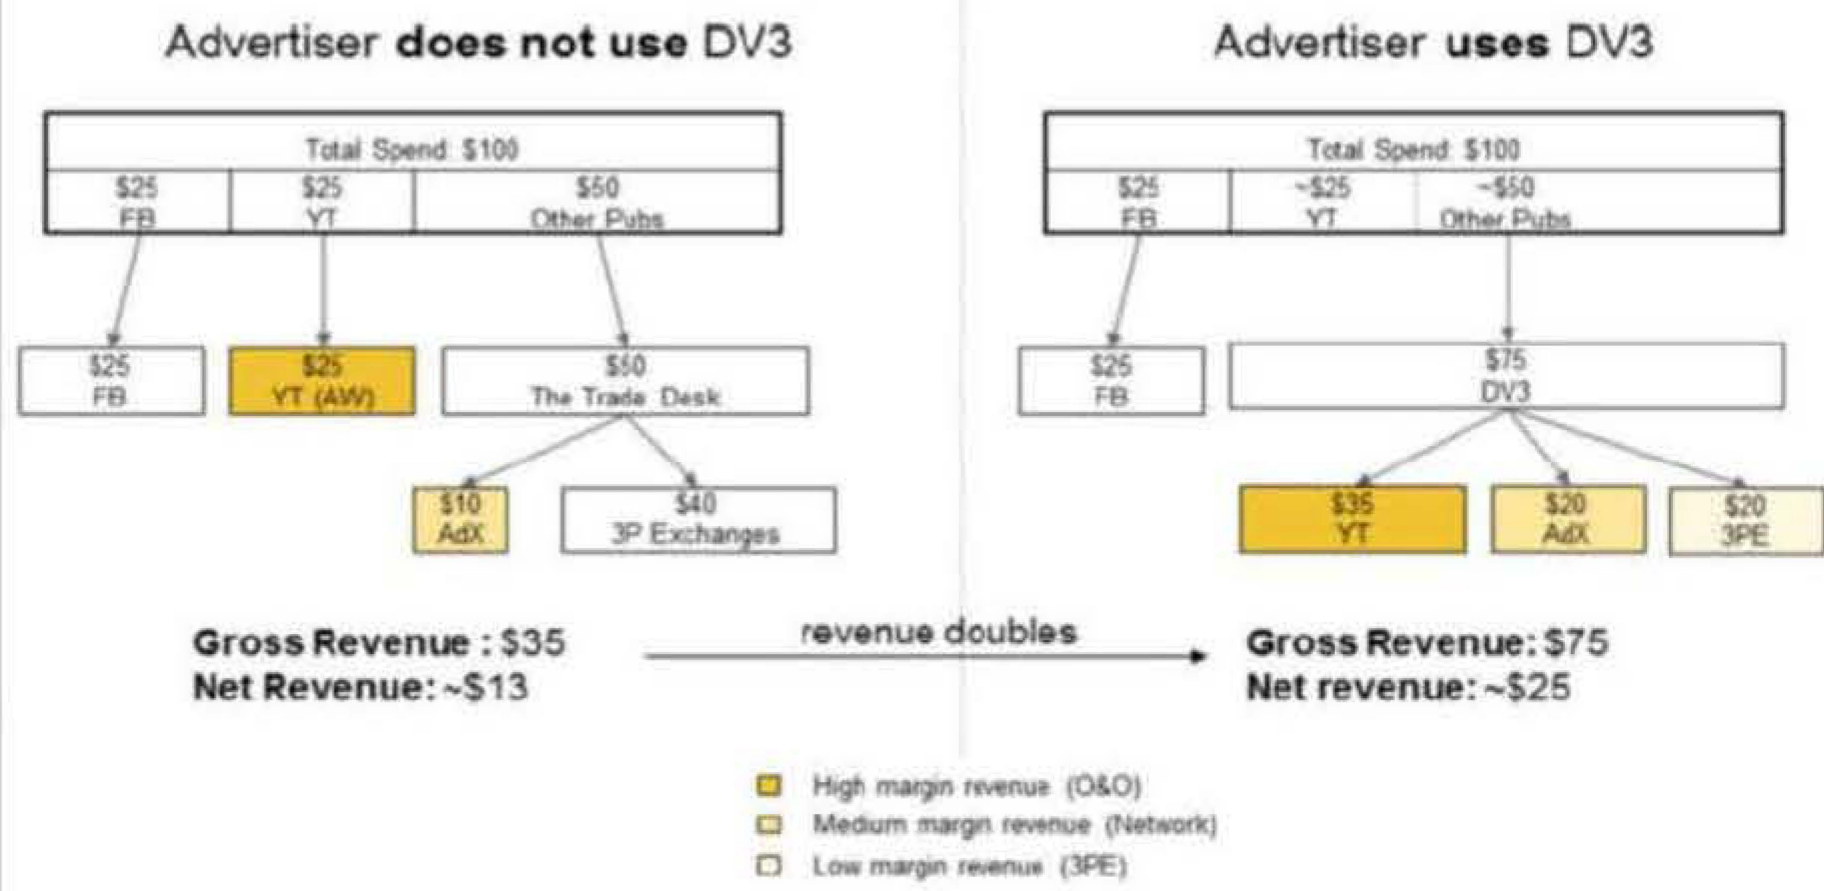 Advertiser does not use DV3
Total Spend: $100
$25
FB
$25
YT
$50
Other Pubs
$25
FB
$25
YT (AW)
$50
The Trade Desk
$10
AdX
$40
3P Exchanges
Gross Revenue : $35
Net Revenue: ~$13
revenue doubles
Advertiser uses DV3
Total Spend: $100
$25
FB
~$25
YT
~$50
Other Pubs
$25
FB
$75
DV3
$35
YT
$20
AdX
$20
3PE
Gross Revenue: $75
Net revenue: ~$25
High margin revenue (O&O)
Medium margin revenue (Network)
Low margin revenue (3PE)